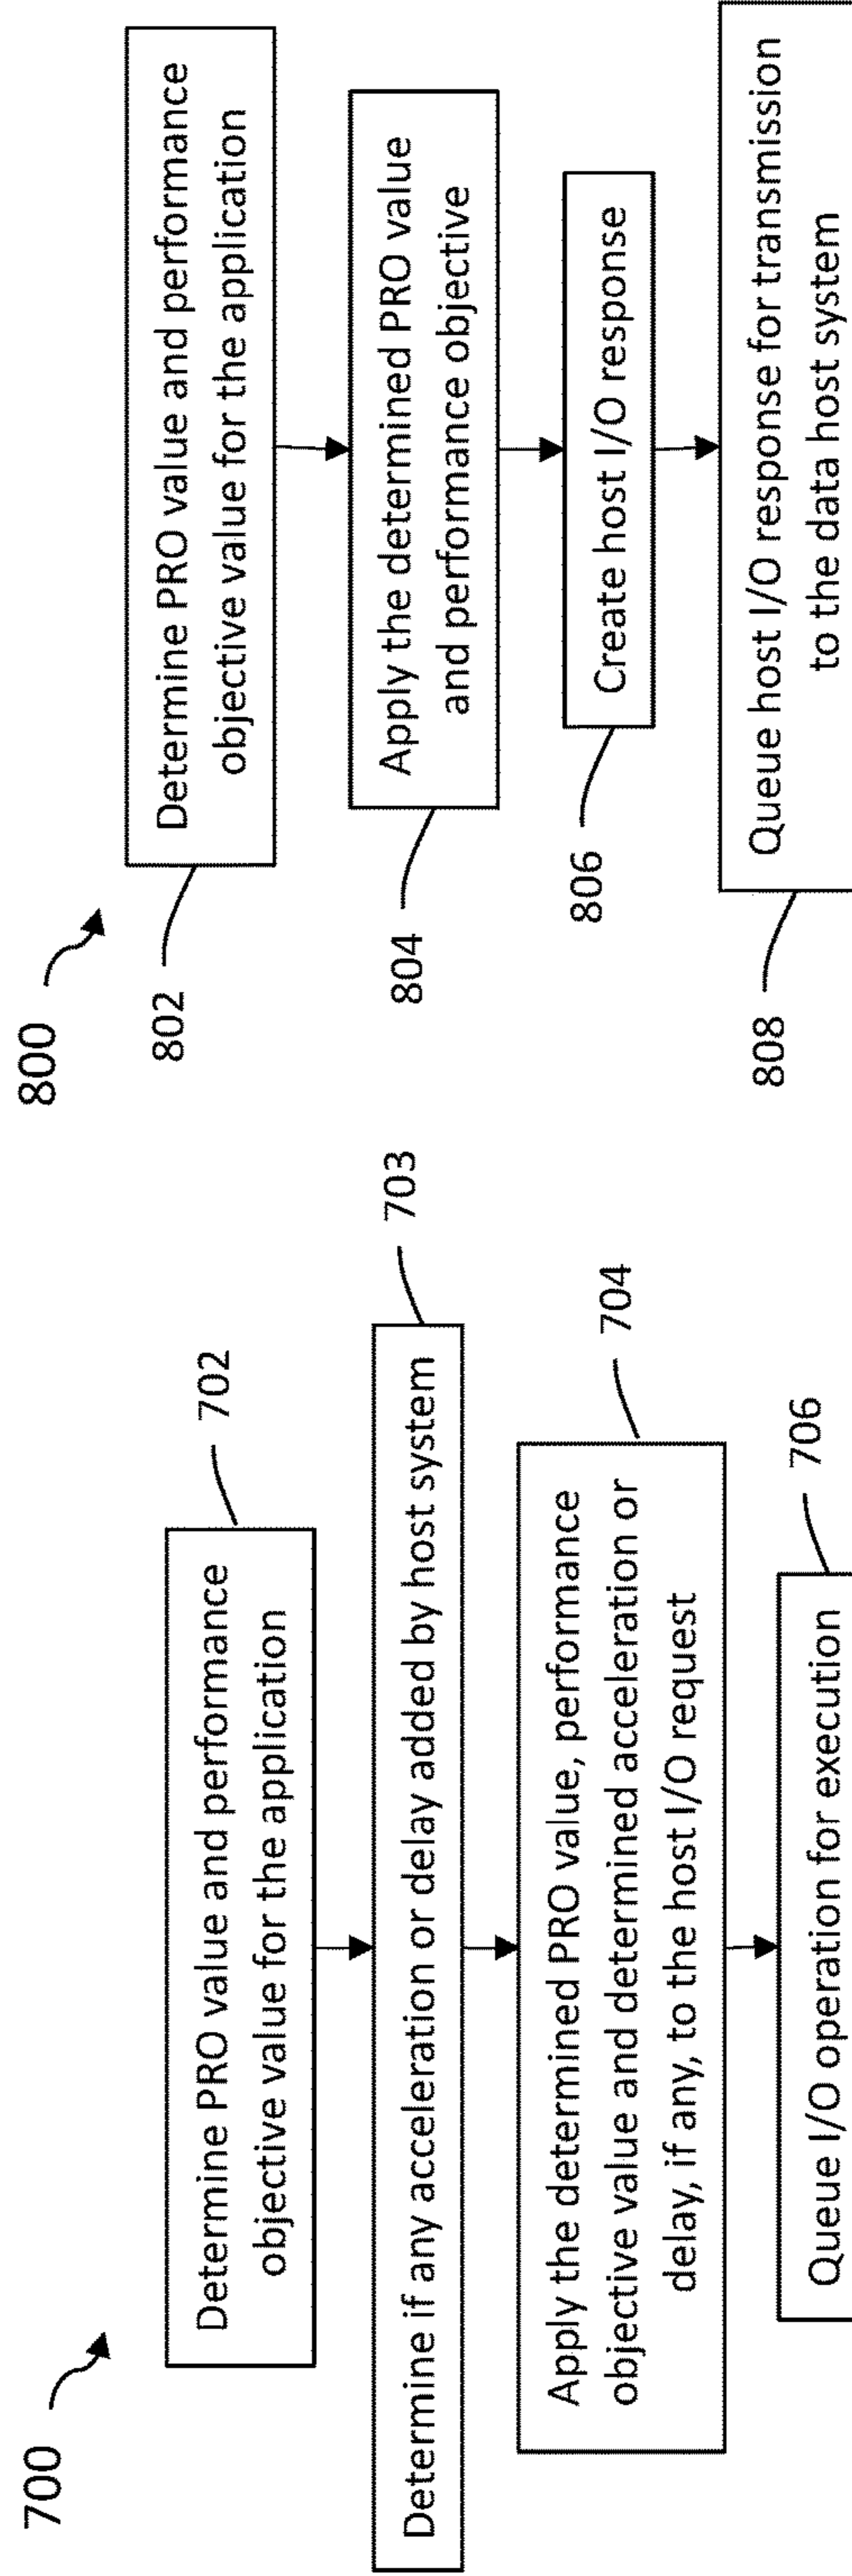 700
702
Determine PRO value and performance
objective value for the application
703
Determine if any acceleration or delay added by host system
704
Apply the determined PRO value, performance
objective value and determined acceleration or
delay, if any, to the host I/O request
706
Queue I/O operation for execution
800
802
Determine PRO value and performance
objective value for the application
804
Apply the determined PRO value
and performance objective
806
Create host I/O response
808
Queue host I/O response for transmission
to the data host system